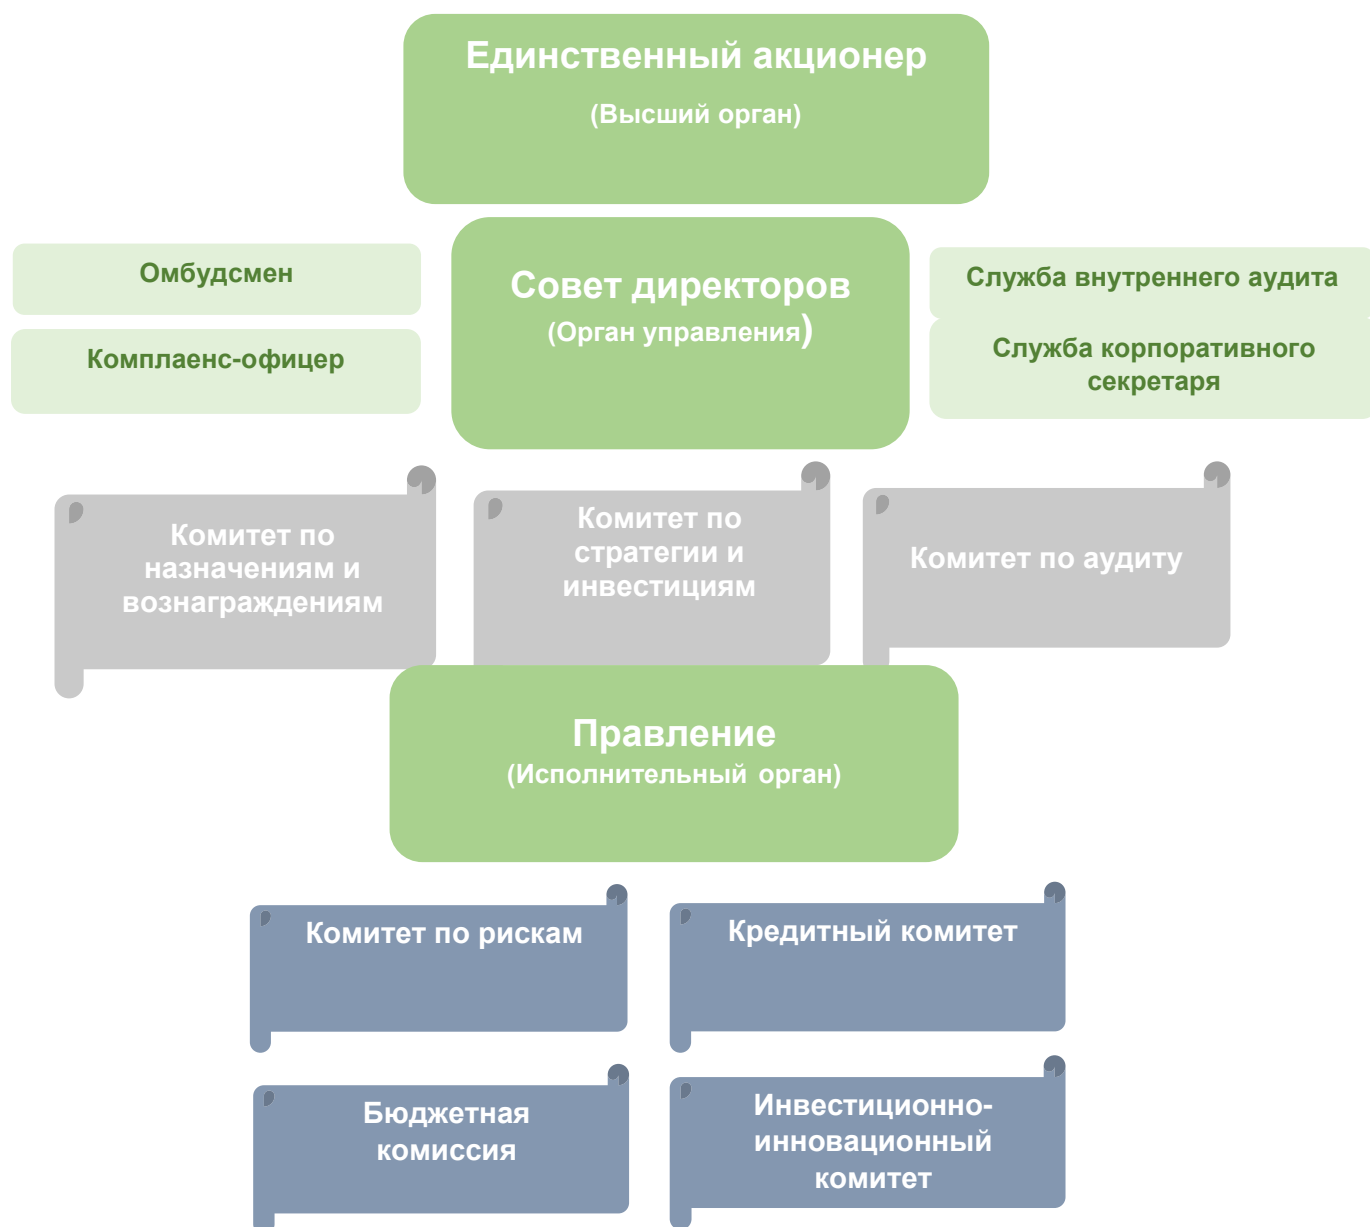 Единственный акционер
(Высший орган)
Омбудсмен
Комплаенс-офицер
Совет директоров
(Орган управления)
Служба внутреннего аудита
Служба корпоративного
секретаря
Комитет по
назначениям и
вознаграждениям
Комитет по
стратегии и
инвестициям
Комитет по аудиту
Правление
(Исполнительный орган)
Комитет по рискам
Кредитный комитет
Бюджетная
комиссия
Инвестиционно-
инновационный
комитет